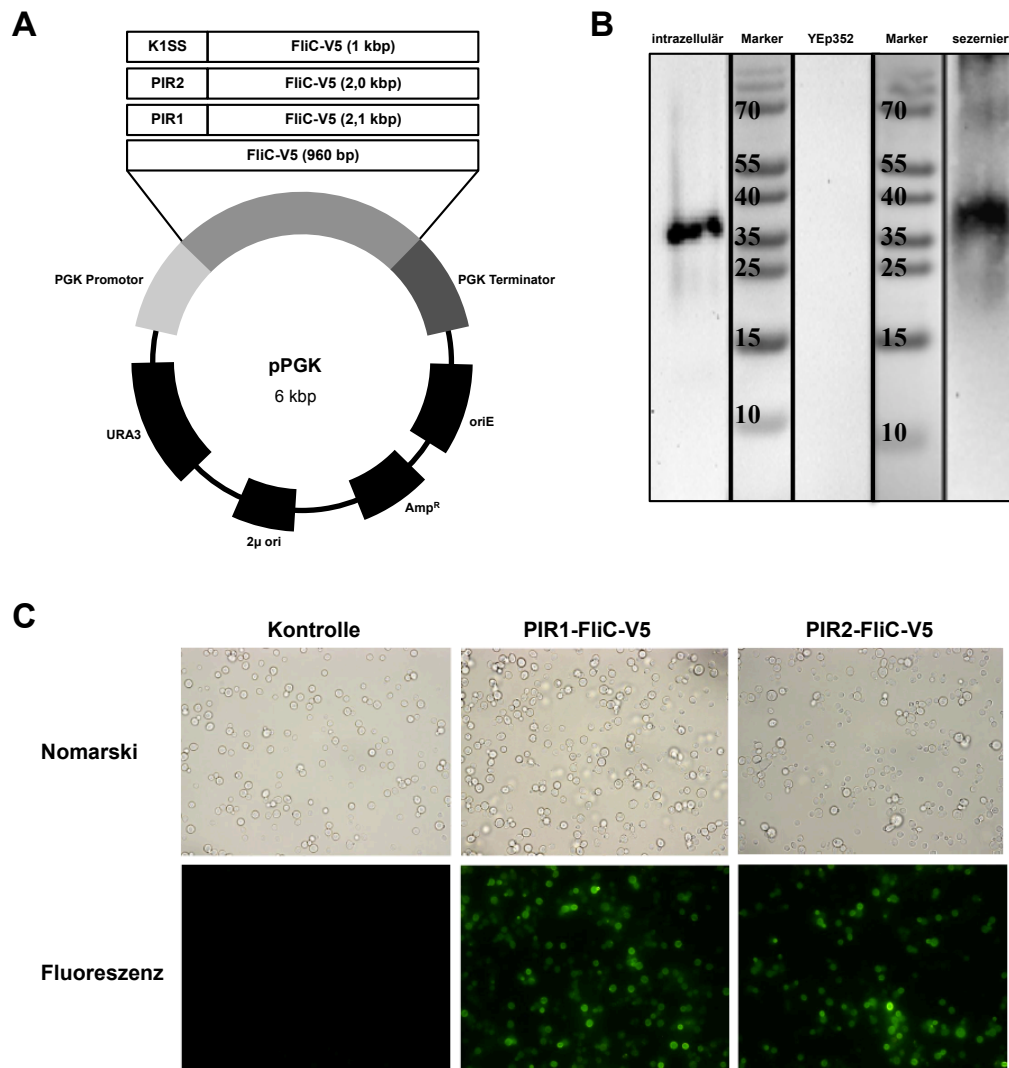 A
K1SS FliC-V5 (1 kbp)
PIR2 FliC-V5 (2,0 kbp)
PIR1 FliC-V5 (2,1 kbp)
FliC-V5 (960 bp)
PGK Promotor
PGK Terminator
pPGK
6 kbp
URA3
oriE
2µ ori
Ampᴿ
B
intrazellulär Marker YEp352 Marker sezernier
70 70
55 55
40 40
35 35
25 25
15 15
10 10
C
Kontrolle PIR1-FliC-V5 PIR2-FliC-V5
Nomarski
Fluoreszenz